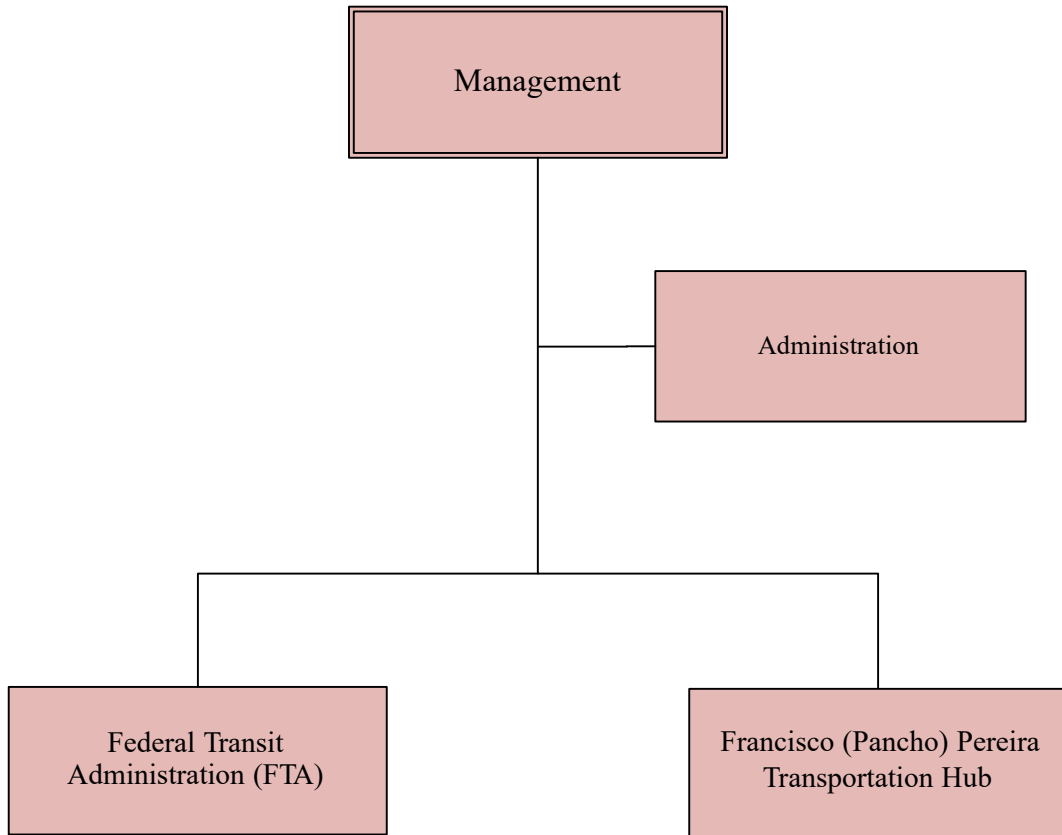 Management
Administration
Federal Transit
Administration (FTA)
Francisco (Pancho) Pereira
Transportation Hub